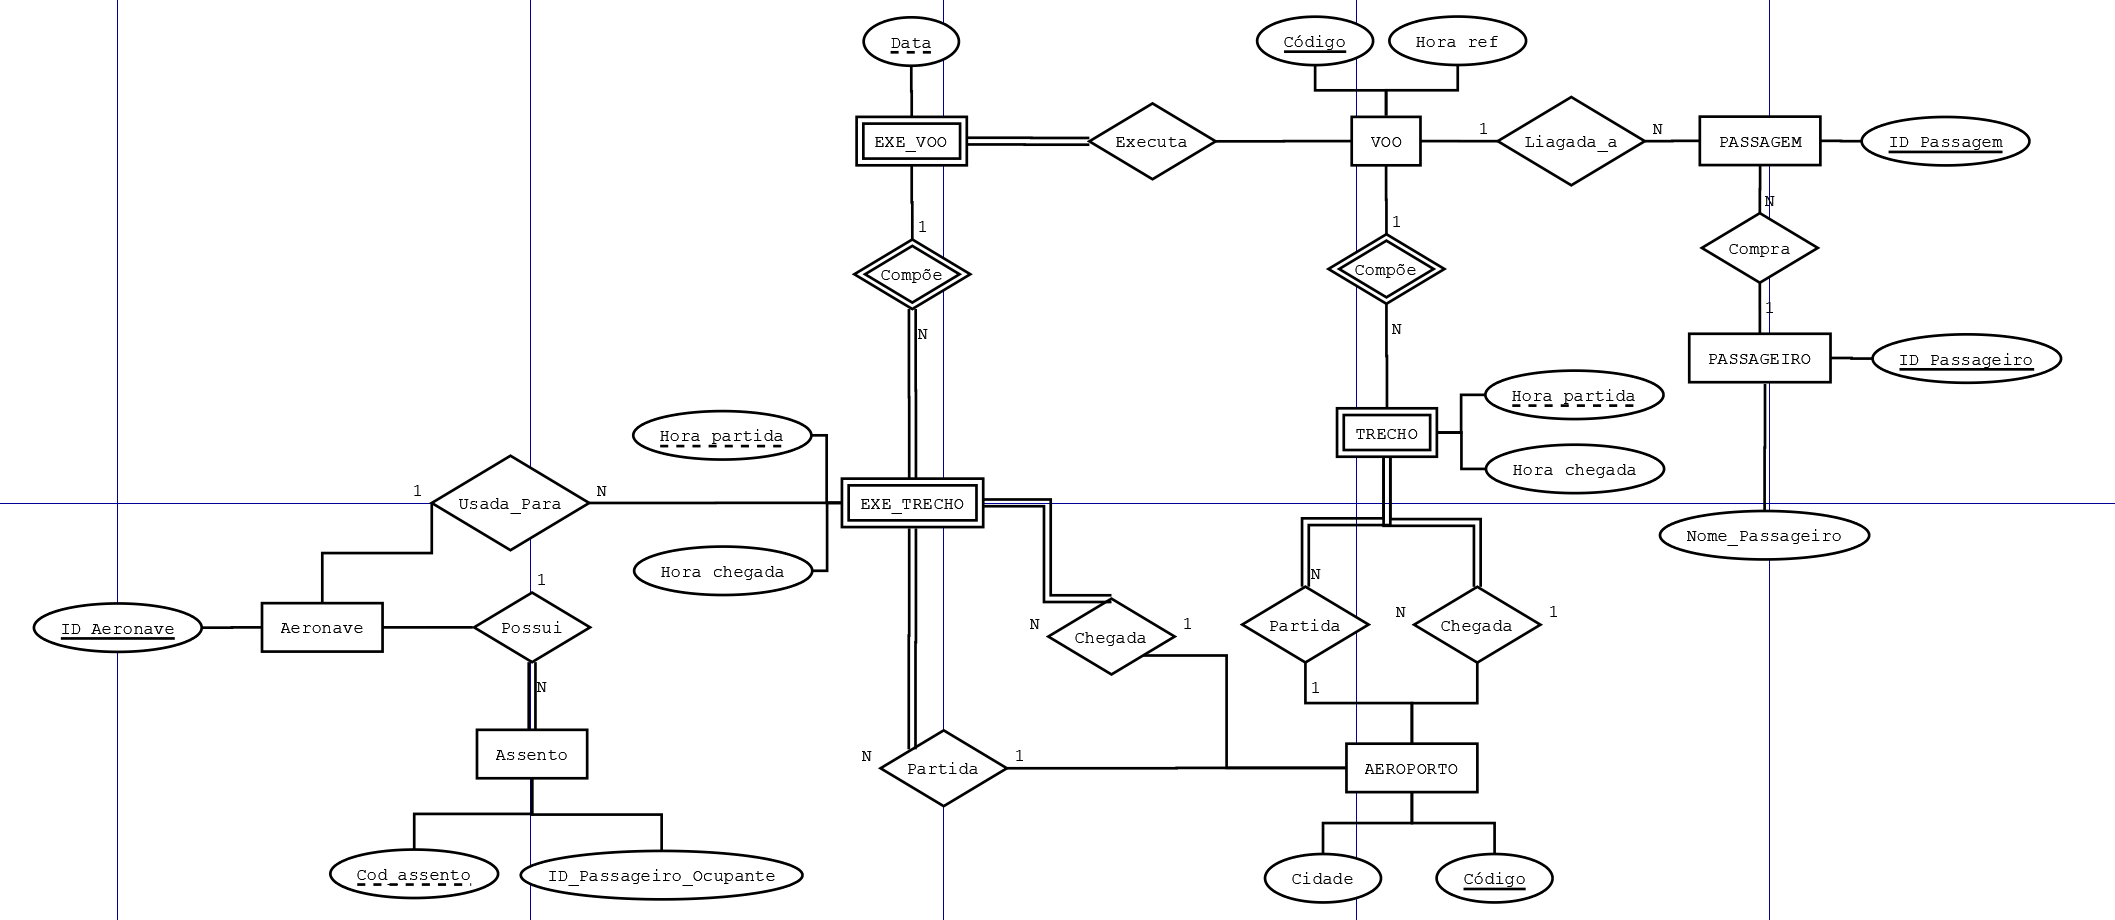 Data
Código
Hora ref
EXE_VOO
Executa
VOO
1
Liagada_a
N
PASSAGEM
ID Passagem
N
1
1
Compra
Compõe
Compõe
1
N
N
PASSAGEIRO
ID Passageiro
Hora partida
TRECHO
Hora partida
Hora chegada
1
Usada_Para
N
EXE_TRECHO
Nome_Passageiro
Hora chegada
1
N
ID Aeronave
Aeronave
Possui
N
Chegada
1
Partida
N
Chegada
1
N
1
Assento
N
Partida
1
AEROPORTO
Cod assento
ID_Passageiro_Ocupante
Cidade
Código